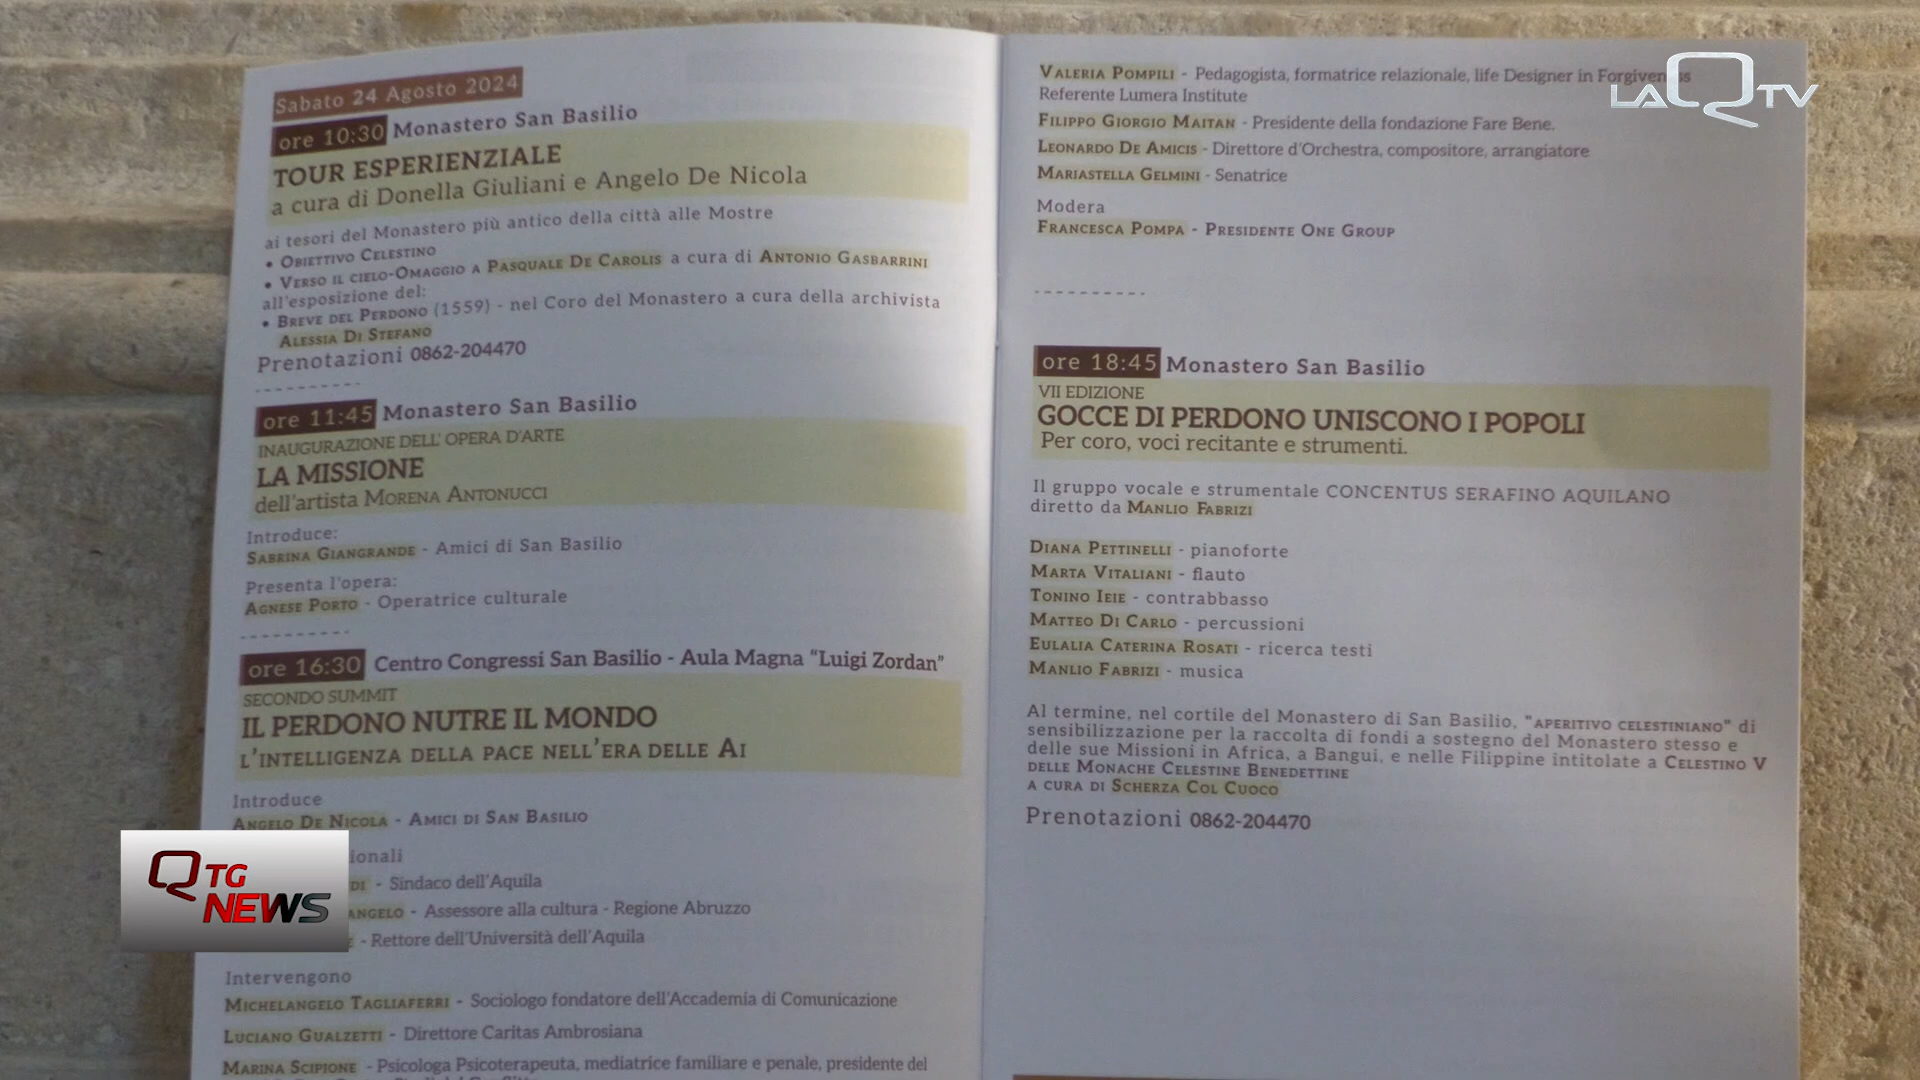 Sabato 24 Agosto 2024
ore 10:30 Monastero San Basilio
TOUR ESPERIENZIALE
a cura di Donella Giuliani e Angelo De Nicola
ai tesori del Monastero più antico della città alle Mostre
• OBIETTIVO CELESTINO
• VERSO IL CIELO-OMAGGIO A PASQUALE DE CAROLIS a cura di ANTONIO GASBARRINI
all'esposizione del:
• BREVE DEL PERDONO (1559) - nel Coro del Monastero a cura della archivista
ALESSIA DI STEFANO
Prenotazioni 0862-204470
----------
ore 11:45 Monastero San Basilio
INAUGURAZIONE DELL' OPERA D'ARTE
LA MISSIONE
dell'artista MORENA ANTONUCCI
Introduce:
SABRINA GIANGRANDE - Amici di San Basilio
Presenta l'opera:
AGNESE PORTO - Operatrice culturale
----------
ore 16:30 Centro Congressi San Basilio - Aula Magna "Luigi Zordan"
SECONDO SUMMIT
IL PERDONO NUTRE IL MONDO
L'INTELLIGENZA DELLA PACE NELL'ERA DELLE AI
Introduce
ANGELO DE NICOLA - AMICI DI SAN BASILIO
ionali
DI - Sindaco dell'Aquila
ANGELO - Assessore alla cultura - Regione Abruzzo
E - Rettore dell'Università dell'Aquila
Intervengono
MICHELANGELO TAGLIAFERRI - Sociologo fondatore dell'Accademia di Comunicazione
LUCIANO GUALZETTI - Direttore Caritas Ambrosiana
MARINA SCIPIONE - Psicologa Psicoterapeuta, mediatrice familiare e penale, presidente del
VALERIA POMPILI - Pedagogista, formatrice relazionale, life Designer in Forgiveness
Referente Lumera Institute
FILIPPO GIORGIO MAITAN - Presidente della fondazione Fare Bene.
LEONARDO DE AMICIS - Direttore d'Orchestra, compositore, arrangiatore
MARIASTELLA GELMINI - Senatrice
Modera
FRANCESCA POMPA - PRESIDENTE ONE GROUP
----------
ore 18:45 Monastero San Basilio
VII EDIZIONE
GOCCE DI PERDONO UNISCONO I POPOLI
Per coro, voci recitante e strumenti.
Il gruppo vocale e strumentale CONCENTUS SERAFINO AQUILANO
diretto da MANLIO FABRIZI
DIANA PETTINELLI - pianoforte
MARTA VITALIANI - flauto
TONINO IEIE - contrabbasso
MATTEO DI CARLO - percussioni
EULALIA CATERINA ROSATI - ricerca testi
MANLIO FABRIZI - musica
Al termine, nel cortile del Monastero di San Basilio, "APERITIVO CELESTINIANO" di
sensibilizzazione per la raccolta di fondi a sostegno del Monastero stesso e
delle sue Missioni in Africa, a Bangui, e nelle Filippine intitolate a CELESTINO V
DELLE MONACHE CELESTINE BENEDETTINE
A CURA DI SCHERZA COL CUOCO
Prenotazioni 0862-204470
LAQTV
Q TG
NEWS